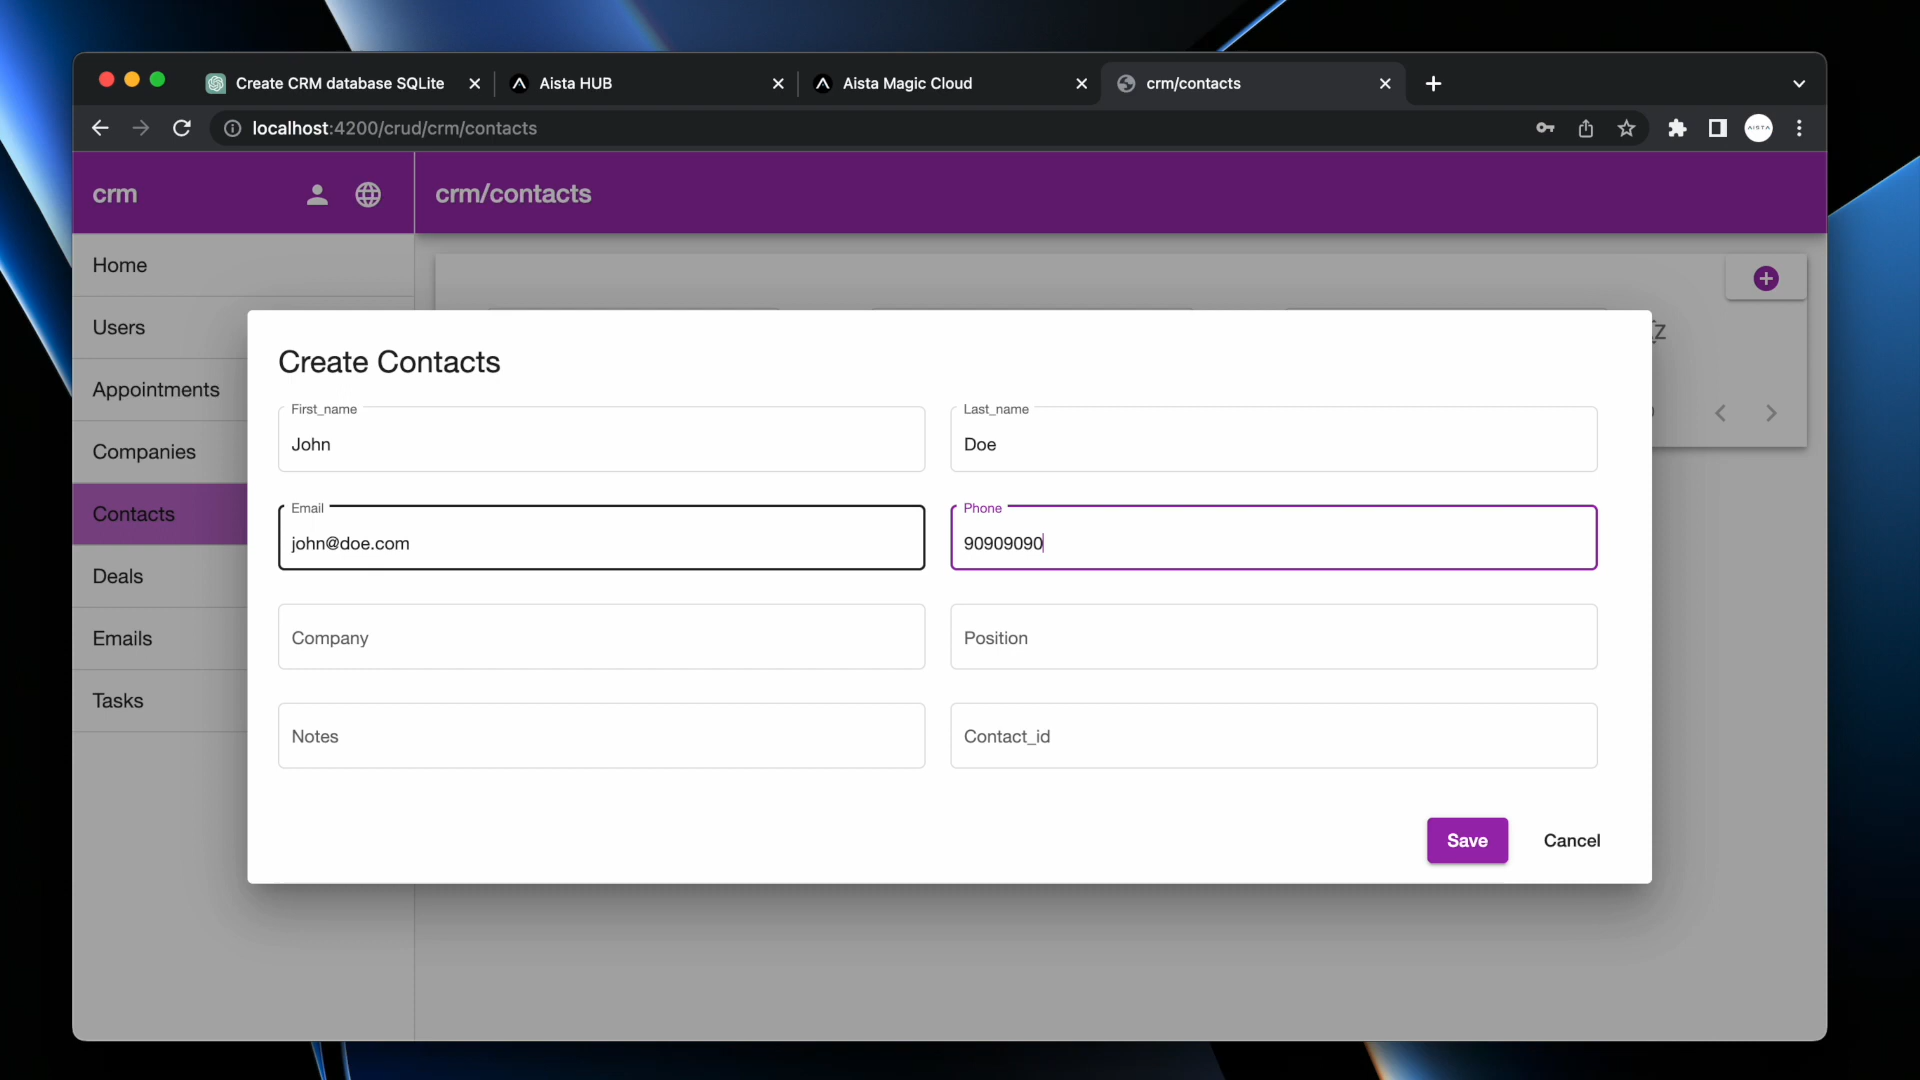 Create CRM database SQLite
Aista HUB
Aista Magic Cloud
crm/contacts
localhost:4200/crud/crm/contacts
AISTA
crm
crm/contacts
Home
Users
Appointments
Companies
Contacts
Deals
Emails
Tasks
Create Contacts
First_name
John
Last_name
Doe
Email
john@doe.com
Phone
90909090
Company
Position
Notes
Contact_id
Save
Cancel